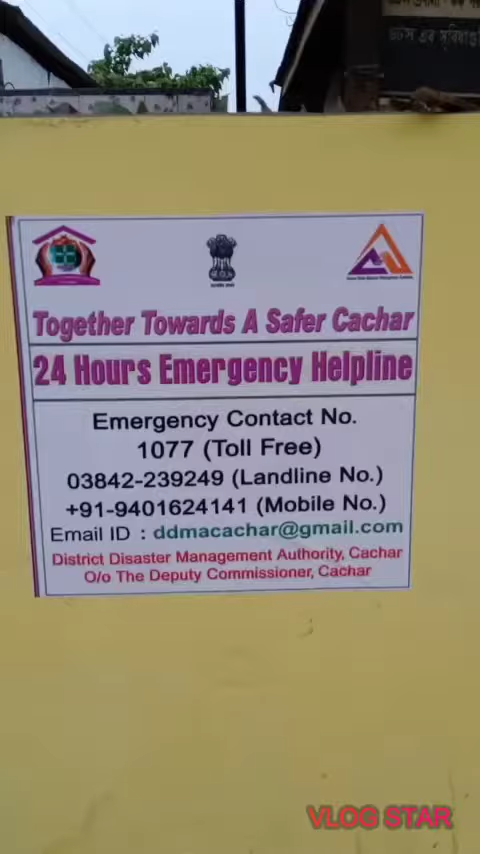 এবং সুবিধাপ্ৰ
Together Towards A Safer Cachar
24 Hours Emergency Helpline
Emergency Contact No.
1077 (Toll Free)
03842-239249 (Landline No.)
+91-9401624141 (Mobile No.)
Email ID : ddmacachar@gmail.com
District Disaster Management Authority, Cachar
O/o The Deputy Commissioner, Cachar
VLOG STAR